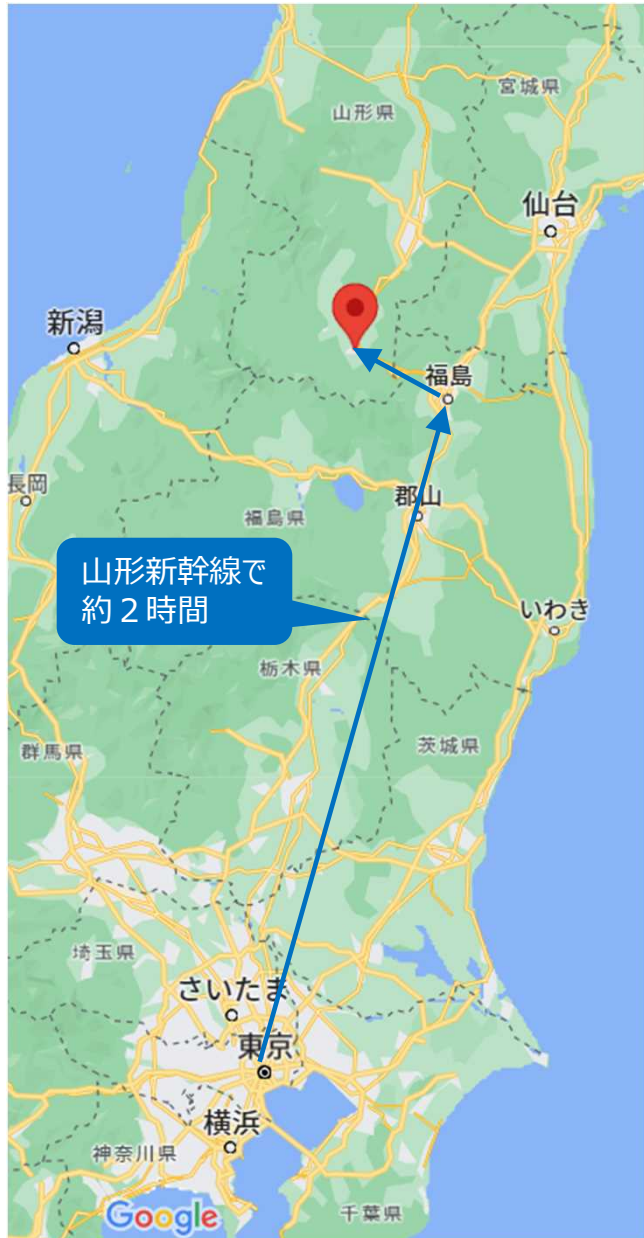 宮城県
山形県
仙台
新潟
福島
長岡
郡山
福島県
山形新幹線で
約２時間
いわき
栃木県
群馬県
茨城県
埼玉県
さいたま
東京
横浜
神奈川県
Google
千葉県